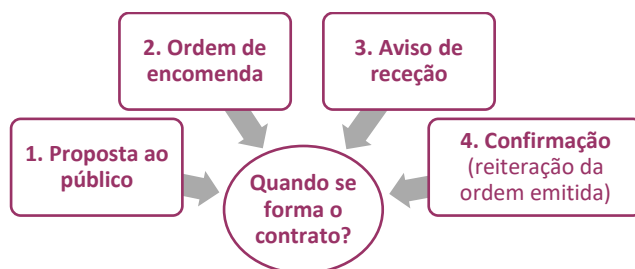 1. Proposta ao
público
2. Ordem de
encomenda
3. Aviso de
receção
4. Confirmação
(reiteração da
ordem emitida)
Quando se
forma o
contrato?